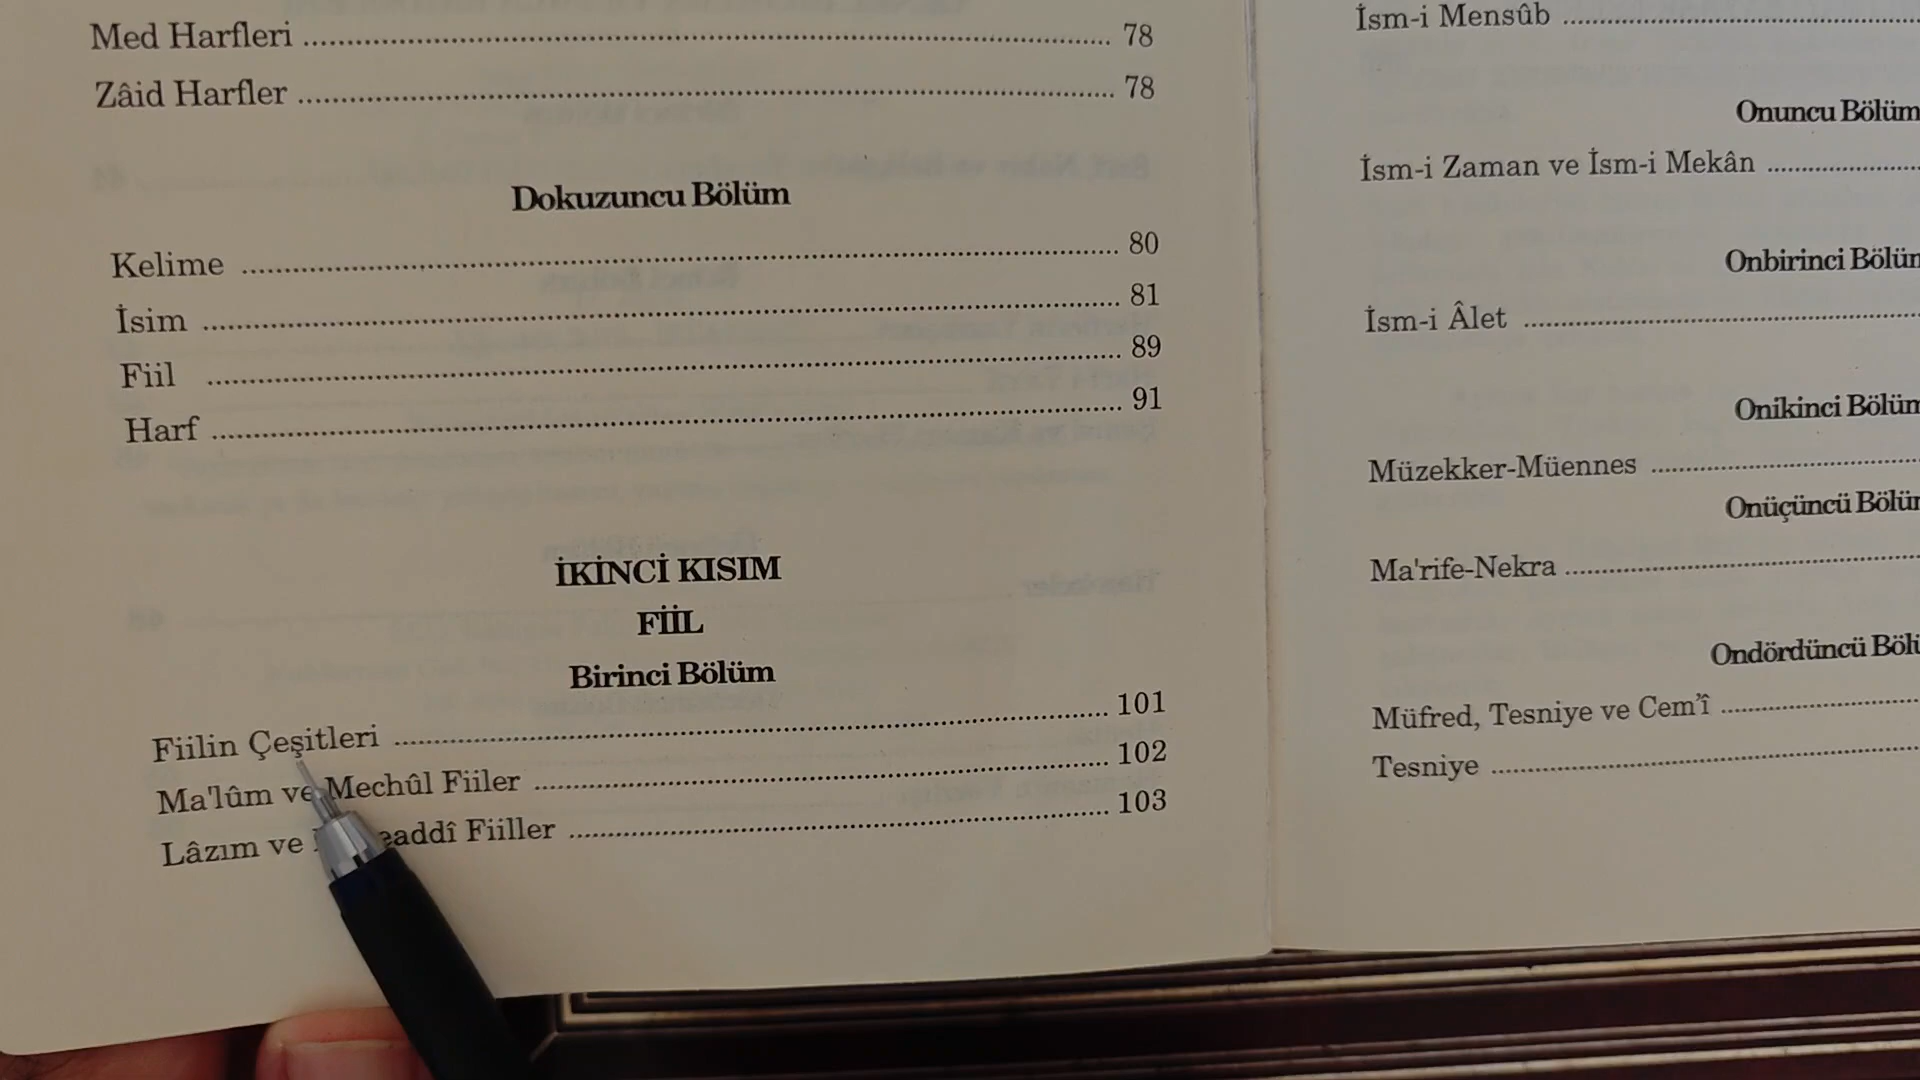 Med Harfleri ........ 78
Zâid Harfler ........ 78
Dokuzuncu Bölüm
Kelime ........ 80
İsim ........ 81
Fiil ........ 89
Harf ........ 91
İKİNCİ KISIM
FİİL
Birinci Bölüm
Fiilin Çeşitleri ........ 101
Ma'lûm ve Mechûl Fiiler ........ 102
Lâzım ve Fiiller ........ 103
İsm-i Mensûb ........
Onuncu Bölüm
İsm-i Zaman ve İsm-i Mekân ........
Onbirinci
İsm-i Âlet ........
Onikinci Bölüm
Müzekker-Müennes ........
Onüçüncü
Ma'rife-Nekra ........
Ondördüncü
Müfred, Tesniye ve Cem'î ........
Tesniye ........